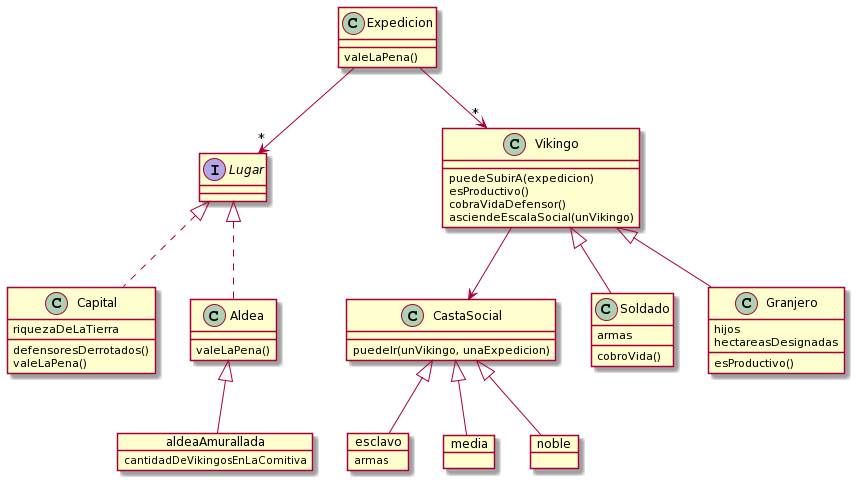 C Expedicion
valeLaPena()
*
*
I Lugar
C Vikingo
puedeSubirA(expedicion)
esProductivo()
cobraVidaDefensor()
asciendeEscalaSocial(unVikingo)
C Capital
riquezaDeLaTierra
defensoresDerrotados()
valeLaPena()
C Aldea
valeLaPena()
C CastaSocial
puedeIr(unVikingo, unaExpedicion)
C Soldado
armas
cobroVida()
C Granjero
hijos
hectareasDesignadas
esProductivo()
aldeaAmurallada
cantidadDeVikingosEnLaComitiva
esclavo
armas
media
noble